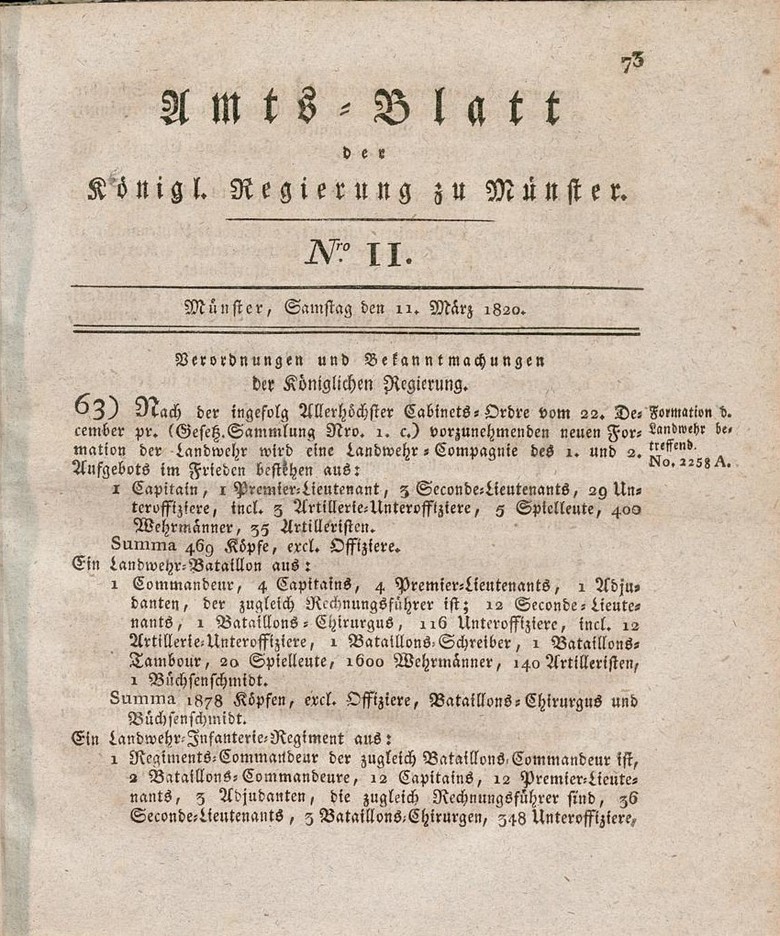 73
Amts-Blatt
der
Königl. Regierung zu Münster.
Nro. 11.
Münster, Samstag den 11. März 1820.
Verordnungen und Bekanntmachungen
der Königlichen Regierung.
63) Nach der ingefolg Allerhöchster Cabinets-Ordre vom 22. De-
cember pr. (Gesetz-Sammlung Nro. 1. c.) vorzunehmenden neuen For-
mation der Landwehr wird eine Landwehr-Compagnie des 1. und 2.
Aufgebots im Frieden bestehen aus:
Formation d.
Landwehr be-
treffend.
No. 2258 A.
1 Capitain, 1 Premier-Lieutenant, 3 Seconde-Lieutenants, 29 Un-
teroffiziere, incl. 3 Artillerie-Unteroffiziere, 5 Spielleute, 400
Wehrmänner, 35 Artilleristen.
Summa 469 Köpfe, excl. Offiziere.
Ein Landwehr-Bataillon aus:
1 Commandeur, 4 Capitains, 4 Premier-Lieutenants, 1 Adju-
danten, der zugleich Rechnungsführer ist; 12 Seconde-Lieute-
nants, 1 Bataillons-Chirurgus, 116 Unteroffiziere, incl. 12
Artillerie-Unteroffiziere, 1 Bataillons-Schreiber, 1 Bataillons-
Tambour, 20 Spielleute, 1600 Wehrmänner, 140 Artilleristen,
1 Büchsenschmidt.
Summa 1878 Köpfen, excl. Offiziere, Bataillons-Chirurgus und
Büchsenschmidt.
Ein Landwehr-Infanterie-Regiment aus:
1 Regiments-Commandeur der zugleich Bataillons-Commandeur ist,
2 Bataillons-Commandeure, 12 Capitains, 12 Premier-Lieute-
nants, 3 Adjudanten, die zugleich Rechnungsführer sind, 36
Seconde-Lieutenants, 3 Bataillons-Chirurgen, 348 Unteroffiziere,